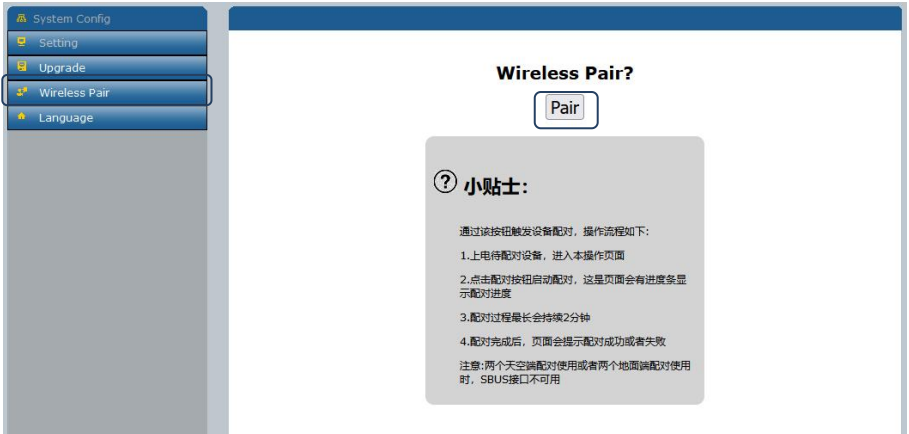 System Config
Setting
Upgrade
Wireless Pair
Language
Wireless Pair?
Pair
? 小贴士：
通过该按钮触发设备配对，操作流程如下：
1.上电待配对设备，进入本操作页面
2.点击配对按钮启动配对，这是页面会有进度条显
示配对进度
3.配对过程最长会持续2分钟
4.配对完成后，页面会提示配对成功或者失败
注意:两个天空端配对使用或者两个地面端配对使用
时，SBUS接口不可用